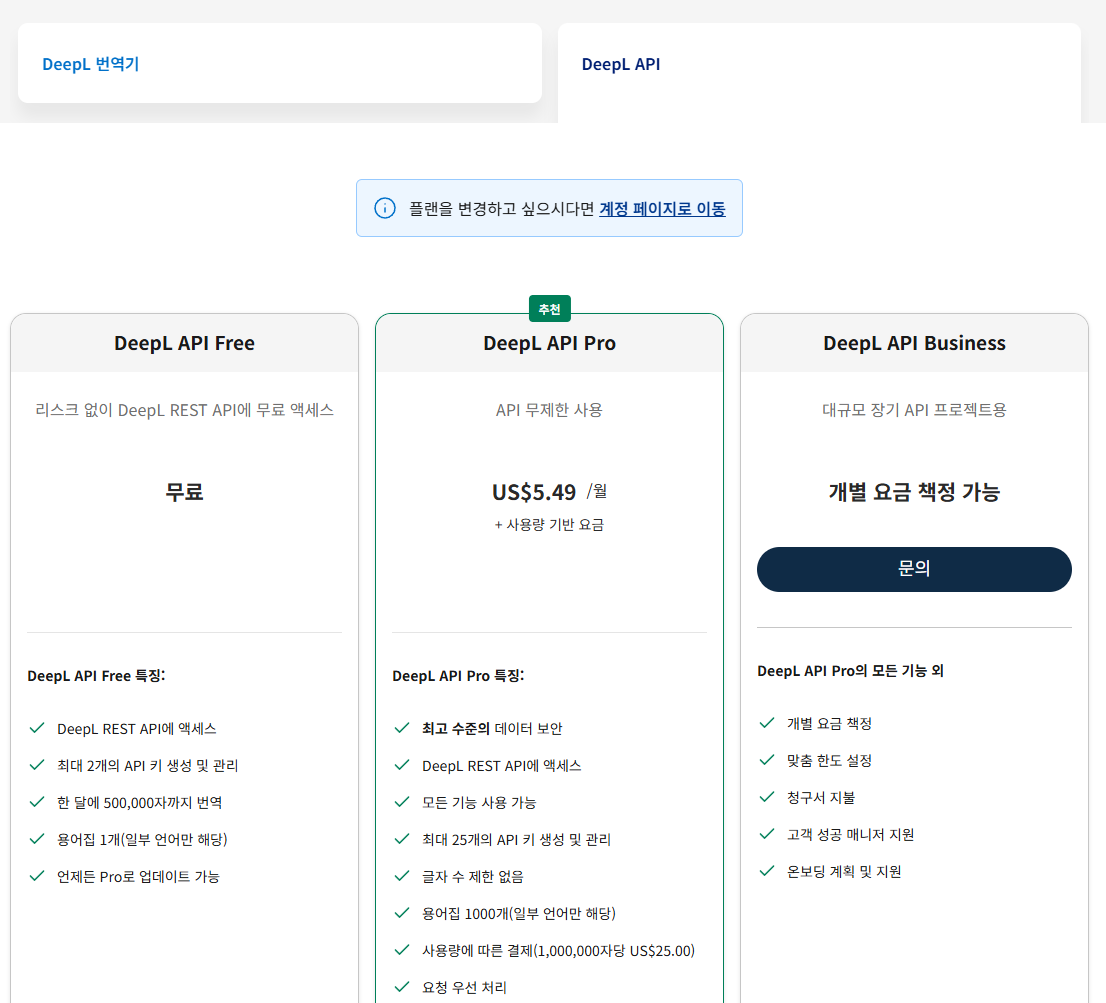 DeepL 번역기
DeepL API
플랜을 변경하고 싶으시다면 계정 페이지로 이동
DeepL API Free
리스크 없이 DeepL REST API에 무료 액세스
무료
DeepL API Free 특징:
DeepL REST API에 액세스
최대 2개의 API 키 생성 및 관리
한 달에 500,000자까지 번역
용어집 1개(일부 언어만 해당)
언제든 Pro로 업데이트 가능
추천
DeepL API Pro
API 무제한 사용
US$5.49 /월
+ 사용량 기반 요금
DeepL API Pro 특징:
최고 수준의 데이터 보안
DeepL REST API에 액세스
모든 기능 사용 가능
최대 25개의 API 키 생성 및 관리
글자 수 제한 없음
용어집 1000개(일부 언어만 해당)
사용량에 따른 결제(1,000,000자당 US$25.00)
요청 우선 처리
DeepL API Business
대규모 장기 API 프로젝트용
개별 요금 책정 가능
문의
DeepL API Pro의 모든 기능 외
개별 요금 책정
맞춤 한도 설정
청구서 지불
고객 성공 매니저 지원
온보딩 계획 및 지원